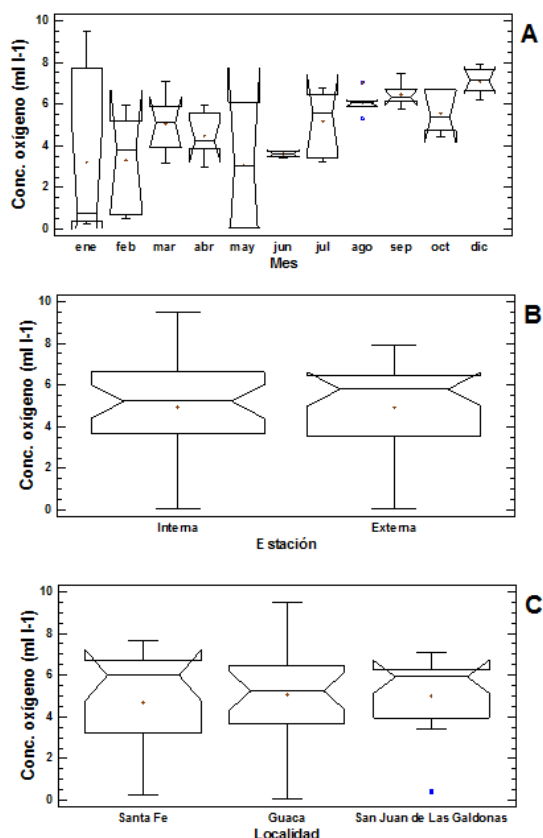 A
Conc. oxígeno (ml l-1)
10
8
6
4
2
0
ene feb mar abr may jun jul ago sep oct dic
Mes
B
Conc. oxígeno (ml l-1)
10
8
6
4
2
0
Interna Externa
Estación
C
Conc. oxígeno (ml l-1)
10
8
6
4
2
0
Santa Fe Guaca San Juan de Las Galdonas
Localidad